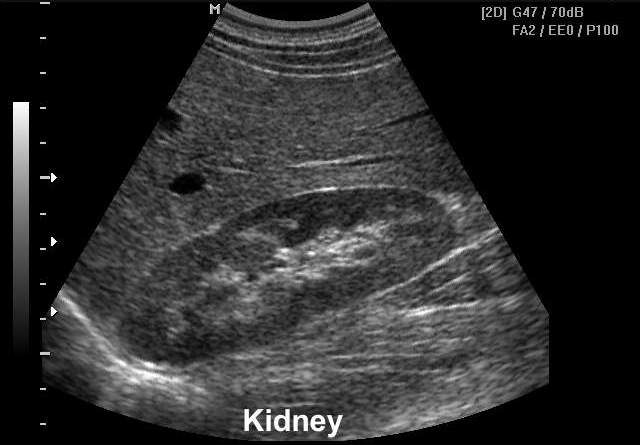 M
[2D] G47 / 70dB
FA2 / EE0 / P100
Kidney